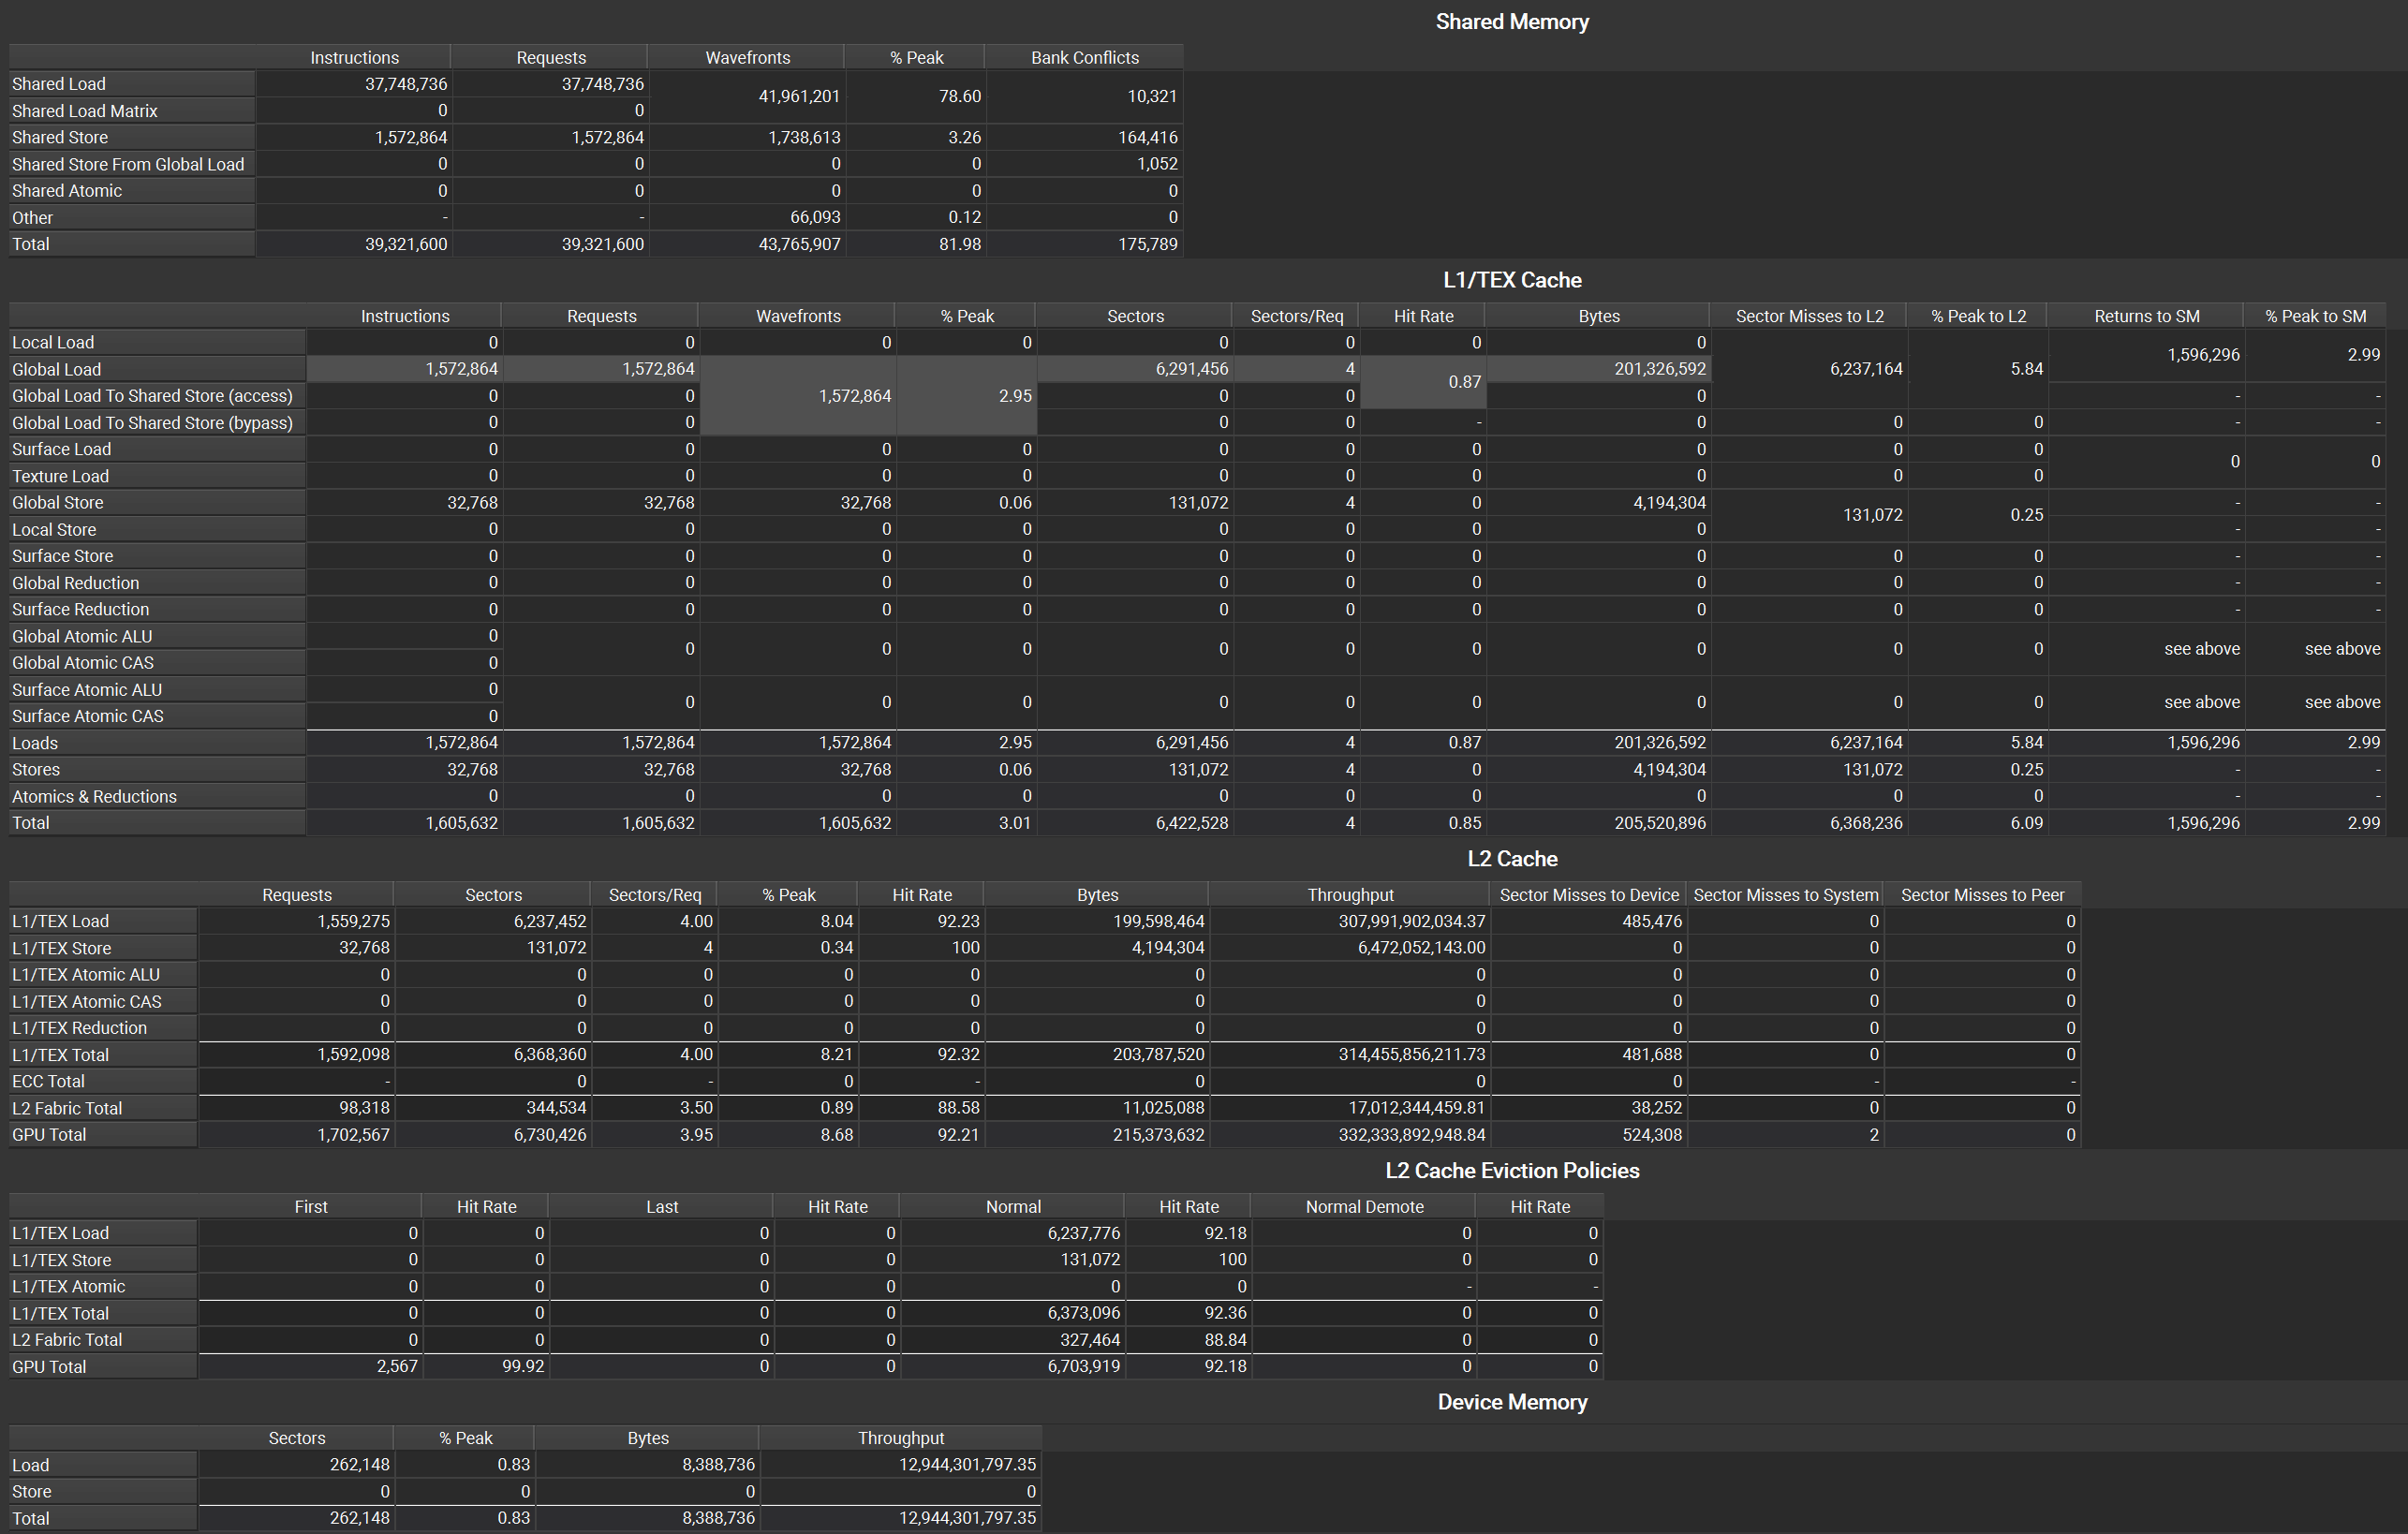 Shared Memory
Instructions Requests Wavefronts % Peak Bank Conflicts
Shared Load 37,748,736 37,748,736 41,961,201 78.60 10,321
Shared Load Matrix 0 0
Shared Store 1,572,864 1,572,864 1,738,613 3.26 164,416
Shared Store From Global Load 0 0 0 0 1,052
Shared Atomic 0 0 0 0 0
Other - - 66,093 0.12 0
Total 39,321,600 39,321,600 43,765,907 81.98 175,789
L1/TEX Cache
Instructions Requests Wavefronts % Peak Sectors Sectors/Req Hit Rate Bytes Sector Misses to L2 % Peak to L2 Returns to SM % Peak to SM
Local Load 0 0 0 0 0 0 0 0 1,596,296 2.99
Global Load 1,572,864 1,572,864 1,572,864 2.95 6,291,456 4 0.87 201,326,592 6,237,164 5.84
Global Load To Shared Store (access) 0 0 0 0 0 - -
Global Load To Shared Store (bypass) 0 0 0 0 - 0 0 0 - -
Surface Load 0 0 0 0 0 0 0 0 0 0 0 0
Texture Load 0 0 0 0 0 0 0 0 0 0
Global Store 32,768 32,768 32,768 0.06 131,072 4 0 4,194,304 131,072 0.25 - -
Local Store 0 0 0 0 0 0 0 0 - -
Surface Store 0 0 0 0 0 0 0 0 0 0 - -
Global Reduction 0 0 0 0 0 0 0 0 0 0 - -
Surface Reduction 0 0 0 0 0 0 0 0 0 0 - -
Global Atomic ALU 0 0 0 0 0 0 0 0 0 0 see above see above
Global Atomic CAS 0
Surface Atomic ALU 0 0 0 0 0 0 0 0 0 0 see above see above
Surface Atomic CAS 0
Loads 1,572,864 1,572,864 1,572,864 2.95 6,291,456 4 0.87 201,326,592 6,237,164 5.84 1,596,296 2.99
Stores 32,768 32,768 32,768 0.06 131,072 4 0 4,194,304 131,072 0.25 - -
Atomics & Reductions 0 0 0 0 0 0 0 0 0 0 - -
Total 1,605,632 1,605,632 1,605,632 3.01 6,422,528 4 0.85 205,520,896 6,368,236 6.09 1,596,296 2.99
L2 Cache
Requests Sectors Sectors/Req % Peak Hit Rate Bytes Throughput Sector Misses to Device Sector Misses to System Sector Misses to Peer
L1/TEX Load 1,559,275 6,237,452 4.00 8.04 92.23 199,598,464 307,991,902,034.37 485,476 0 0
L1/TEX Store 32,768 131,072 4 0.34 100 4,194,304 6,472,052,143.00 0 0 0
L1/TEX Atomic ALU 0 0 0 0 0 0 0 0 0 0
L1/TEX Atomic CAS 0 0 0 0 0 0 0 0 0 0
L1/TEX Reduction 0 0 0 0 0 0 0 0 0 0
L1/TEX Total 1,592,098 6,368,360 4.00 8.21 92.32 203,787,520 314,455,856,211.73 481,688 0 0
ECC Total - 0 - 0 - 0 0 0 - -
L2 Fabric Total 98,318 344,534 3.50 0.89 88.58 11,025,088 17,012,344,459.81 38,252 0 0
GPU Total 1,702,567 6,730,426 3.95 8.68 92.21 215,373,632 332,333,892,948.84 524,308 2 0
L2 Cache Eviction Policies
First Hit Rate Last Hit Rate Normal Hit Rate Normal Demote Hit Rate
L1/TEX Load 0 0 0 0 6,237,776 92.18 0 0
L1/TEX Store 0 0 0 0 131,072 100 0 0
L1/TEX Atomic 0 0 0 0 0 0 - -
L1/TEX Total 0 0 0 0 6,373,096 92.36 0 0
L2 Fabric Total 0 0 0 0 327,464 88.84 0 0
GPU Total 2,567 99.92 0 0 6,703,919 92.18 0 0
Device Memory
Sectors % Peak Bytes Throughput
Load 262,148 0.83 8,388,736 12,944,301,797.35
Store 0 0 0 0
Total 262,148 0.83 8,388,736 12,944,301,797.35